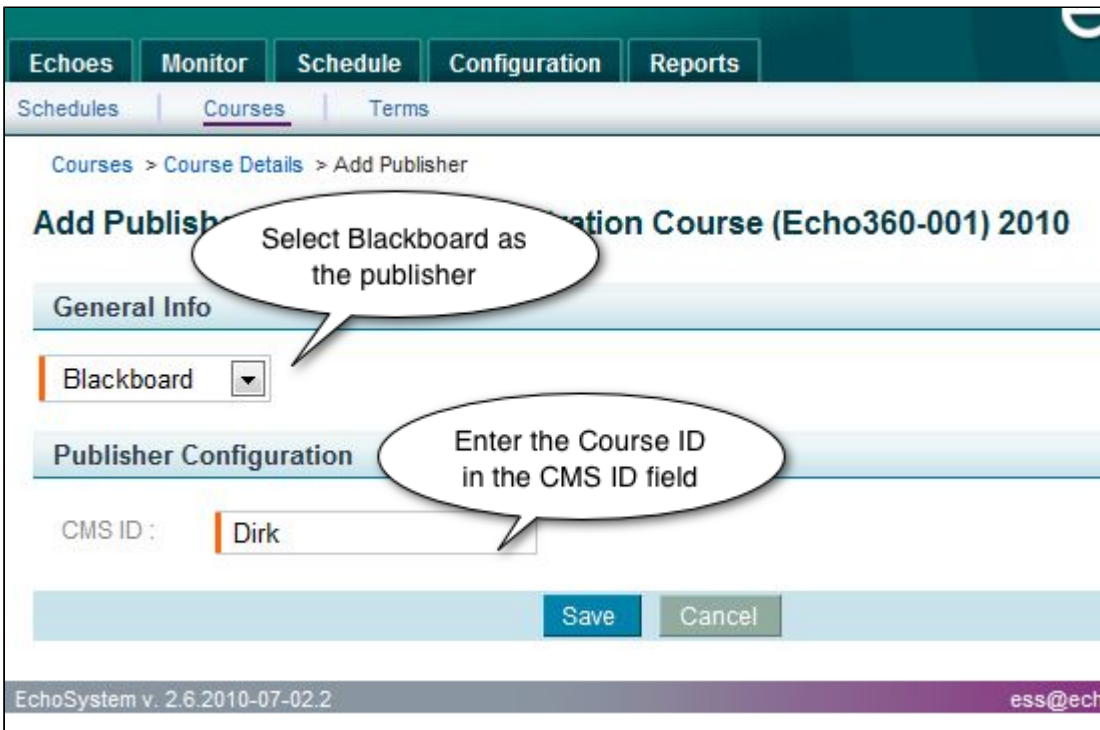 Echoes Monitor Schedule Configuration Reports
Schedules Courses Terms
Courses > Course Details > Add Publisher
Add Publish ation Course (Echo360-001) 2010
Select Blackboard as
the publisher
General Info
Blackboard
Publisher Configuration
Enter the Course ID
in the CMS ID field
CMS ID : Dirk
Save Cancel
EchoSystem v. 2.6.2010-07-02.2 ess@ech